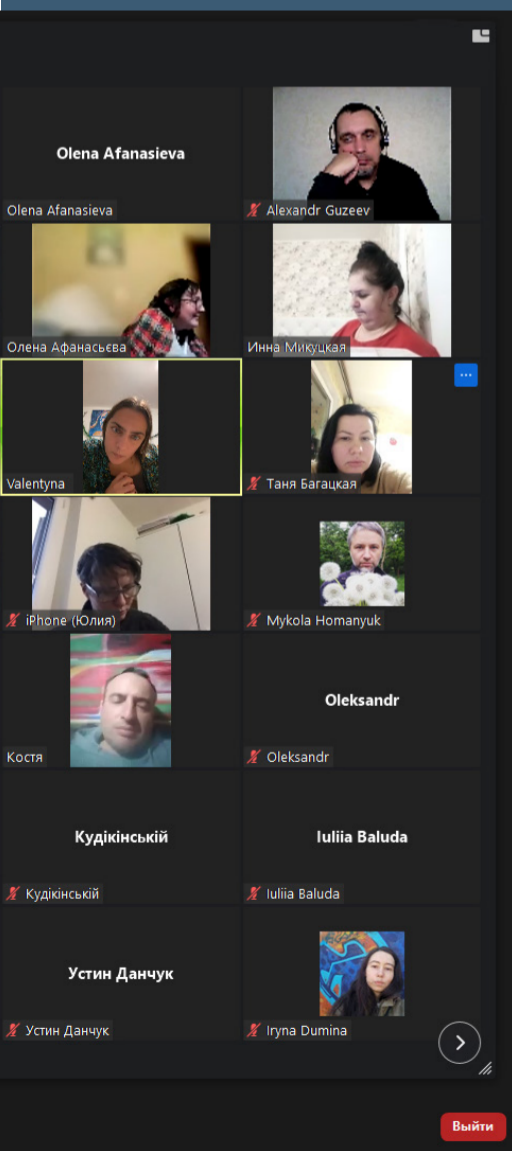 Olena Afanasieva
Olena Afanasieva
Alexandr Guzeev
Олена Афанасьєва
Инна Микуцкая
Valentyna
Таня Багацкая
iPhone (Юлия)
Mykola Homanyuk
Костя
Oleksandr
Oleksandr
Кудікінській
Iuliia Baluda
Кудікінській
Iuliia Baluda
Устин Данчук
Устин Данчук
Iryna Dumina
Выйти